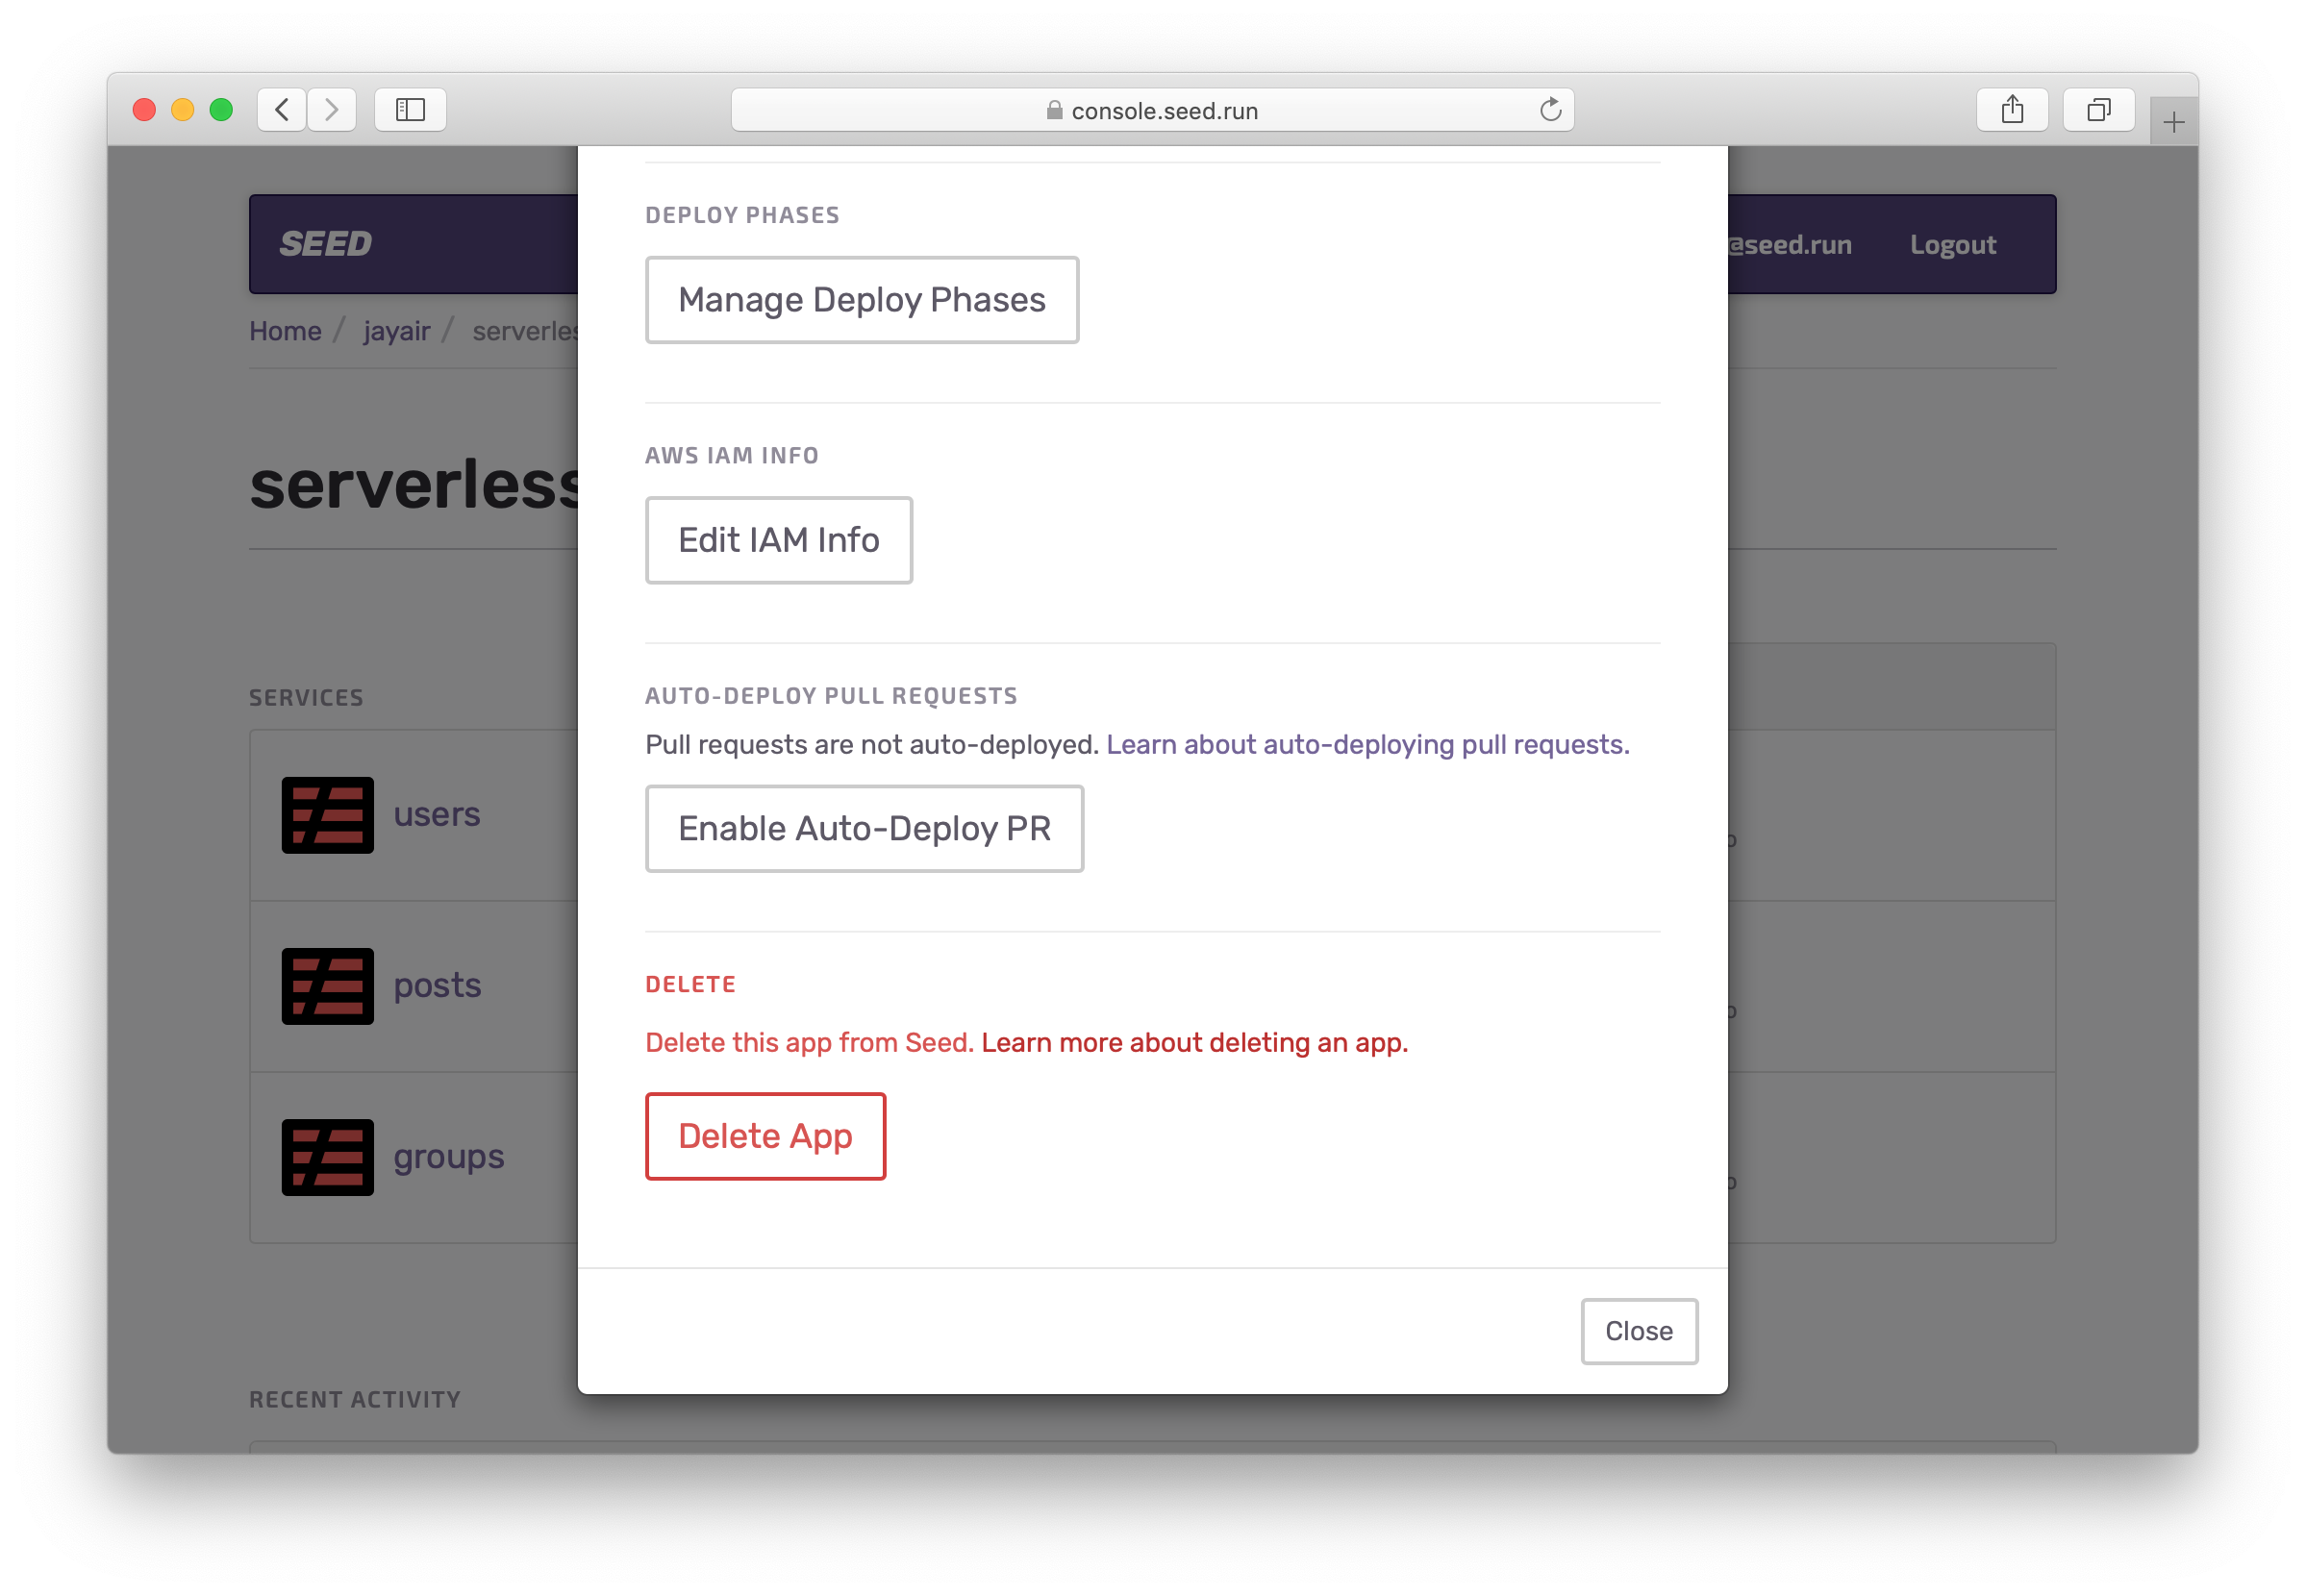 console.seed.run
SEED
@seed.run
Logout
Home / jayair /
serverless
DEPLOY PHASES
Manage Deploy Phases
AWS IAM INFO
Edit IAM Info
SERVICES
users
posts
groups
AUTO-DEPLOY PULL REQUESTS
Pull requests are not auto-deployed. Learn about auto-deploying pull requests.
Enable Auto-Deploy PR
DELETE
Delete this app from Seed. Learn more about deleting an app.
Delete App
Close
RECENT ACTIVITY